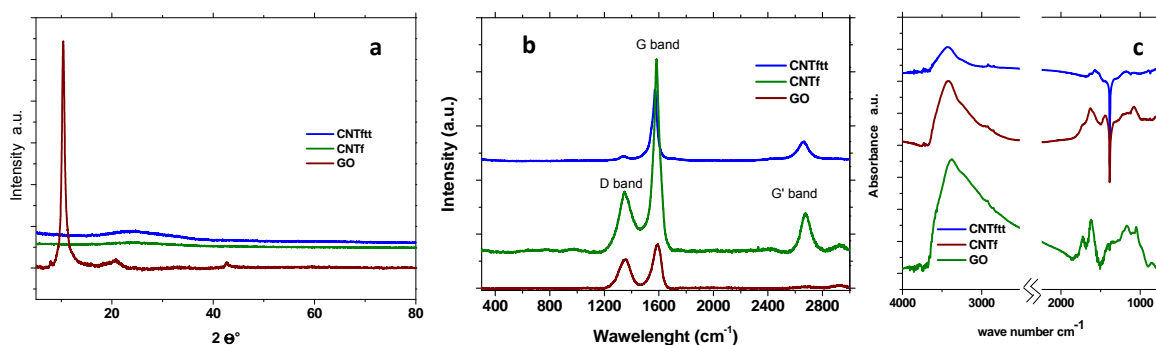 a
Intensity a.u.
CNTftt
CNTf
GO
20
40
60
80
2 Ɵ°
b
G band
CNTftt
CNTf
GO
D band
G' band
Intensity (a.u.)
400
800
1200
1600
2000
2400
2800
Wavelenght (cm-1)
c
Absorbance a.u.
CNTftt
CNTf
GO
4000
3000
2000
1000
wave number cm-1